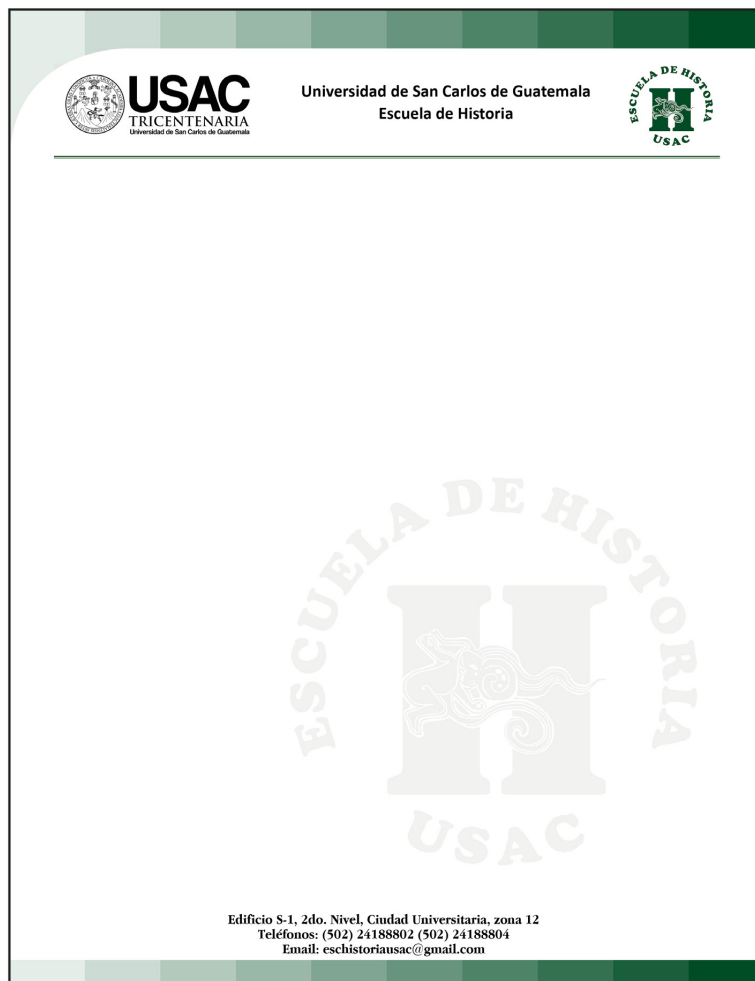 USAC
TRICENTENARIA
Universidad de San Carlos de Guatemala
Universidad de San Carlos de Guatemala
Escuela de Historia
ESCUELA DE HISTORIA
USAC
ESCUELA DE HISTORIA
USAC
Edificio S-1, 2do. Nivel, Ciudad Universitaria, zona 12
Teléfonos: (502) 24188802 (502) 24188804
Email: eschistoriausac@gmail.com